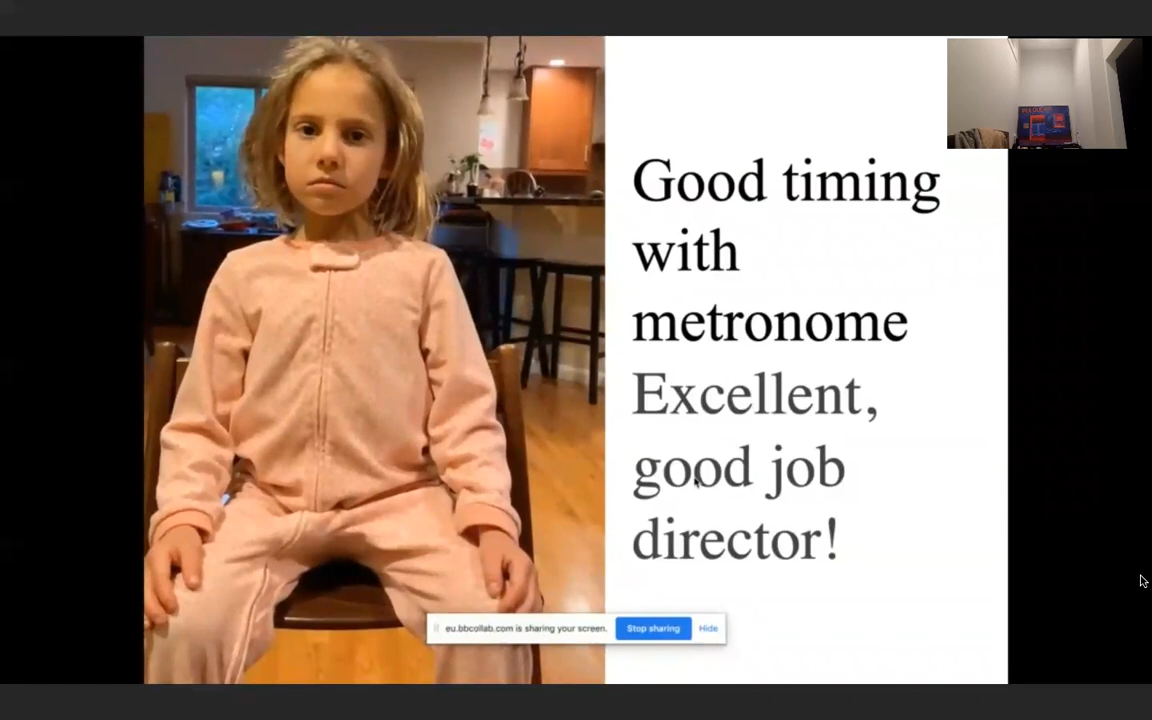 Good timing
with
metronome
Excellent,
good job
director!
eu.bbcollab.com is sharing your screen.
Stop sharing
Hide